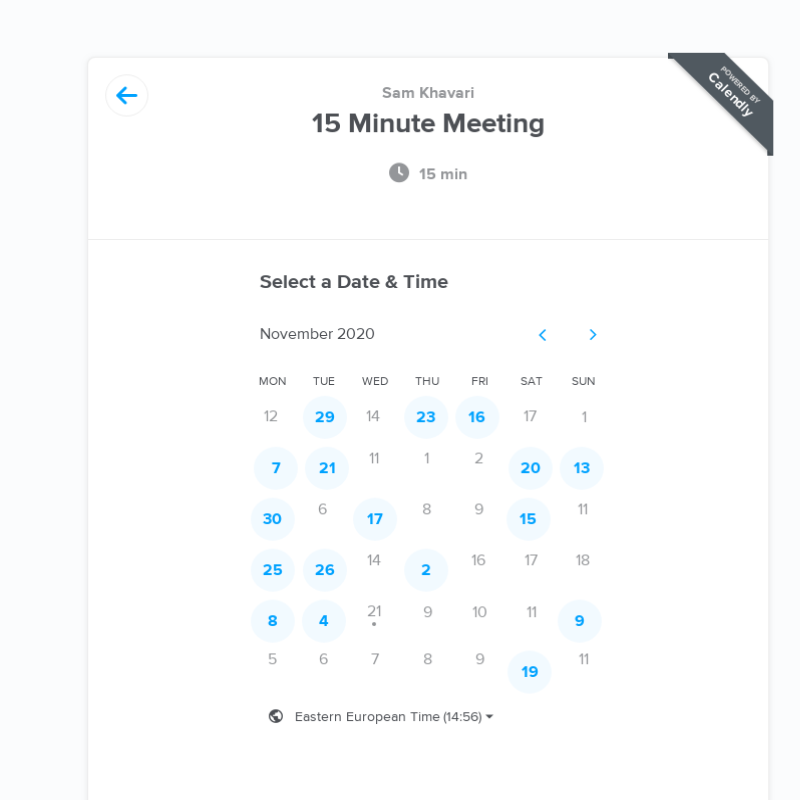 POWERED BY
Calendly
Sam Khavari
15 Minute Meeting
15 min
Select a Date & Time
November 2020
MON TUE WED THU FRI SAT SUN
12 29 14 23 16 17 1
7 21 11 1 2 20 13
30 6 17 8 9 15 11
25 26 14 2 16 17 18
8 4 21 9 10 11 9
5 6 7 8 9 19 11
Eastern European Time (14:56)